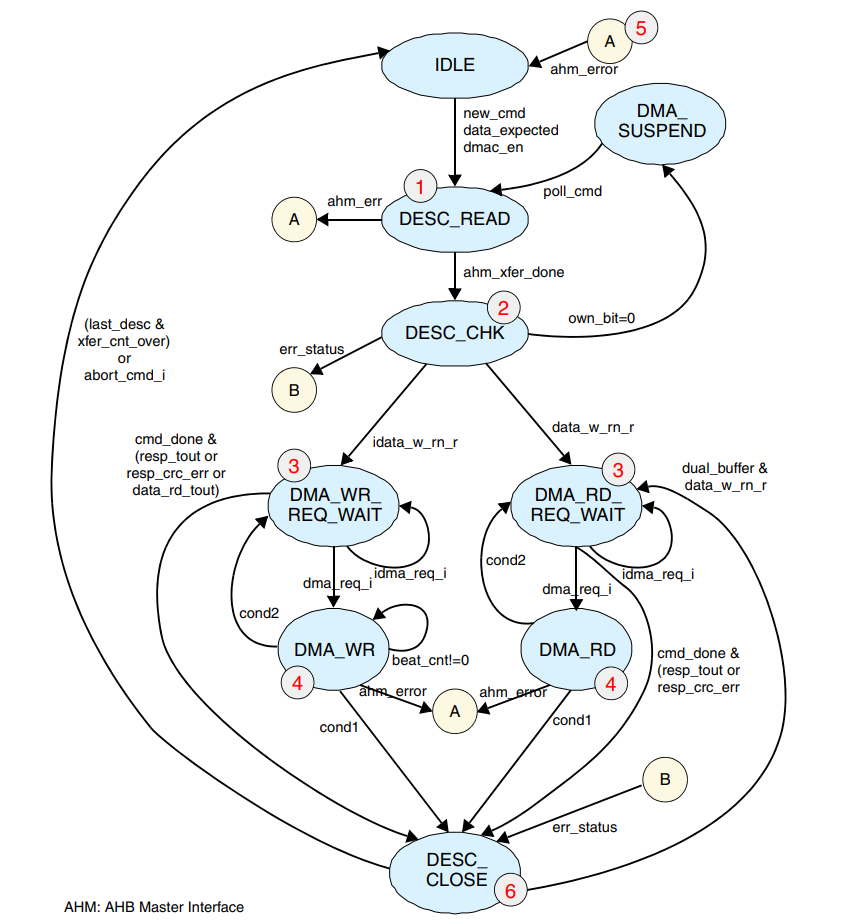 A
5
IDLE
ahm_error
new_cmd
data_expected
dmac_en
DMA_
SUSPEND
1
poll_cmd
ahm_err
A
DESC_READ
ahm_xfer_done
2
own_bit=0
DESC_CHK
(last_desc &
xfer_cnt_over)
or
abort_cmd_i
err_status
B
idata_w_rn_r
data_w_rn_r
cmd_done &
(resp_tout or
resp_crc_err or
data_rd_tout)
3
DMA_WR_
REQ_WAIT
3
DMA_RD_
REQ_WAIT
dual_buffer &
data_w_rn_r
idma_req_i
dma_req_i
cond2
cond2
idma_req_i
dma_req_i
DMA_WR
4
beat_cnt!=0
DMA_RD
4
cmd_done &
(resp_tout or
resp_crc_err
ahm_error
A
ahm_error
cond1
cond1
B
err_status
DESC_
CLOSE
6
AHM: AHB Master Interface